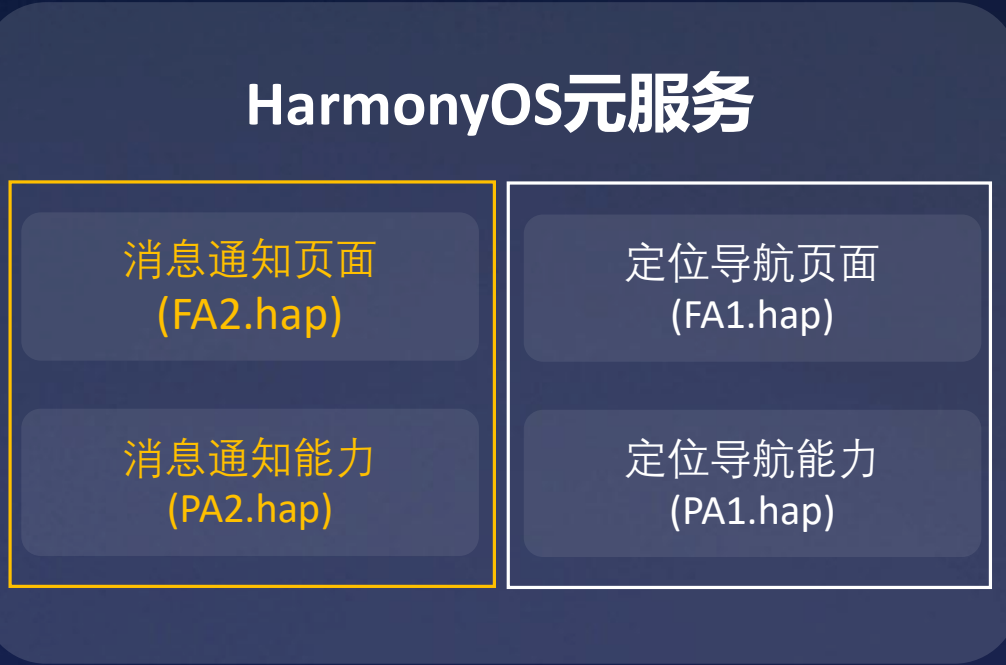 HarmonyOS元服务
消息通知页面
(FA2.hap)
消息通知能力
(PA2.hap)
定位导航页面
(FA1.hap)
定位导航能力
(PA1.hap)